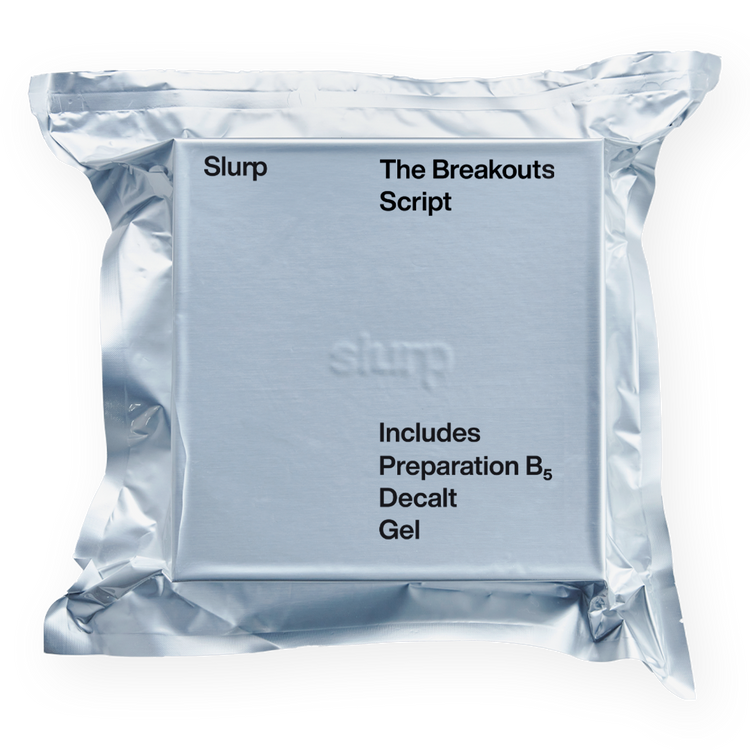 Slurp
The Breakouts
Script
slurp
Includes
Preparation B₅
Decalt
Gel